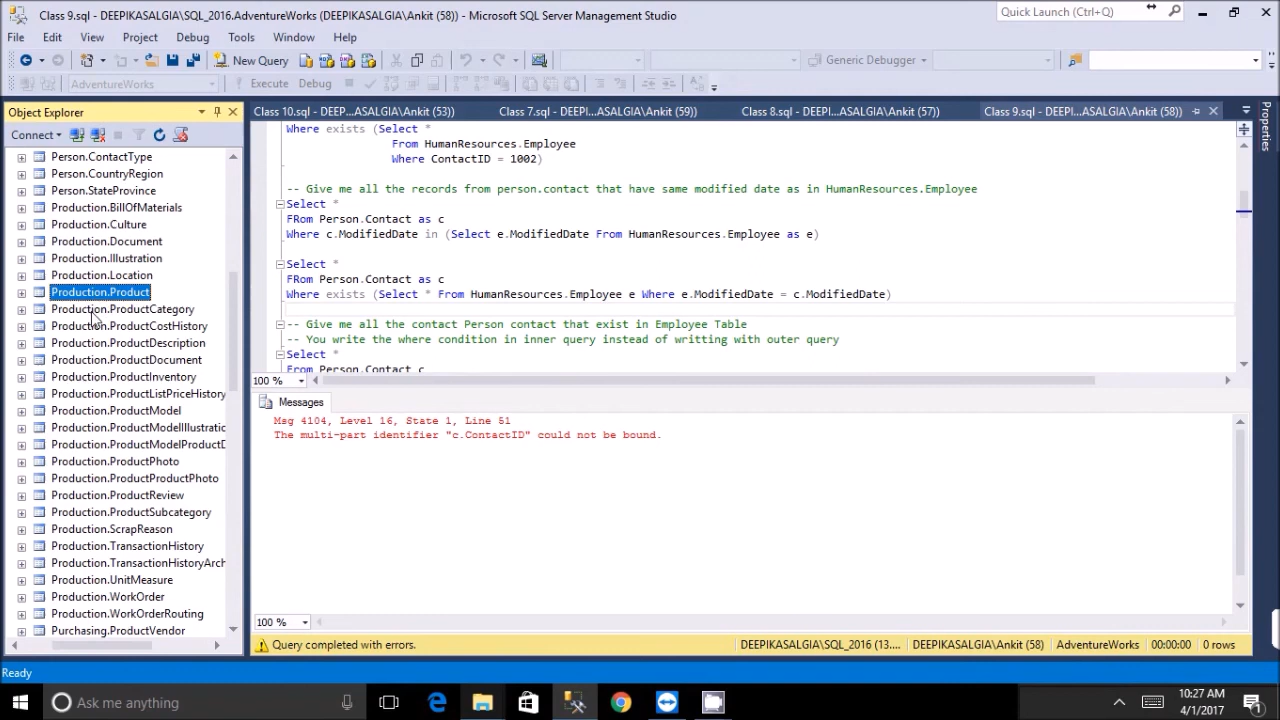 Class 9.sql - DEEPIKASALGIA\SQL_2016.AdventureWorks (DEEPIKASALGIA\Ankit (58)) - Microsoft SQL Server Management Studio
Quick Launch (Ctrl+Q)
File Edit View Project Debug Tools Window Help
New Query
Generic Debugger
AdventureWorks
Execute Debug
Object Explorer
Connect
Class 10.sql - DEEPI...ASALGIA\Ankit (53))
Class 7.sql - DEEPI...ASALGIA\Ankit (59))
Class 8.sql - DEEPI...ASALGIA\Ankit (57))
Class 9.sql - DEEPI...ASALGIA\Ankit (58))
Properties
Person.ContactType
Person.CountryRegion
Person.StateProvince
Production.BillOfMaterials
Production.Culture
Production.Document
Production.Illustration
Production.Location
Production.Product
Production.ProductCategory
Production.ProductCostHistory
Production.ProductDescription
Production.ProductDocument
Production.ProductInventory
Production.ProductListPriceHistory
Production.ProductModel
Production.ProductModelIllustratic
Production.ProductModelProductD
Production.ProductPhoto
Production.ProductProductPhoto
Production.ProductReview
Production.ProductSubcategory
Production.ScrapReason
Production.TransactionHistory
Production.TransactionHistoryArch
Production.UnitMeasure
Production.WorkOrder
Production.WorkOrderRouting
Purchasing.ProductVendor
Where exists (Select *
From HumanResources.Employee
Where ContactID = 1002)
-- Give me all the records from person.contact that have same modified date as in HumanResources.Employee
Select *
FRom Person.Contact as c
Where c.ModifiedDate in (Select e.ModifiedDate From HumanResources.Employee as e)
Select *
FRom Person.Contact as c
Where exists (Select * From HumanResources.Employee e Where e.ModifiedDate = c.ModifiedDate)
-- Give me all the contact Person contact that exist in Employee Table
-- You write the where condition in inner query instead of writting with outer query
Select *
From Person.Contact c
100 %
Messages
Msg 4104, Level 16, State 1, Line 51
The multi-part identifier "c.ContactID" could not be bound.
100 %
Query completed with errors.
DEEPIKASALGIA\SQL_2016 (13.... DEEPIKASALGIA\Ankit (58) AdventureWorks 00:00:00 0 rows
Ready
Ask me anything
10:27 AM
4/1/2017
1